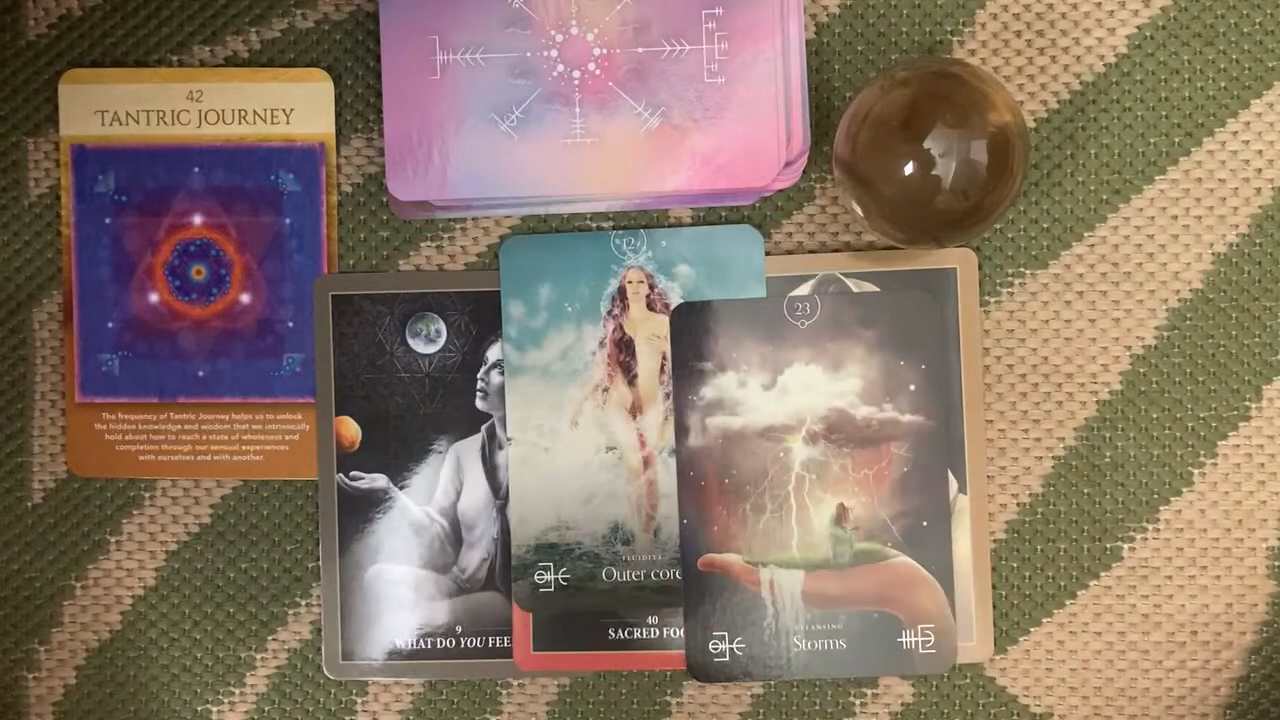 42
TANTRIC JOURNEY
The frequency of Tantric Journey helps us to unlock
the hidden knowledge and wisdom that we intrinsically
hold about how to reach a state of wholeness and
completion through our sensual experiences
with ourselves and with another.
9
WHAT DO YOU FEE
12
FLUIDITY
Outer core
40
SACRED FO
23
CLEANSING
Storms